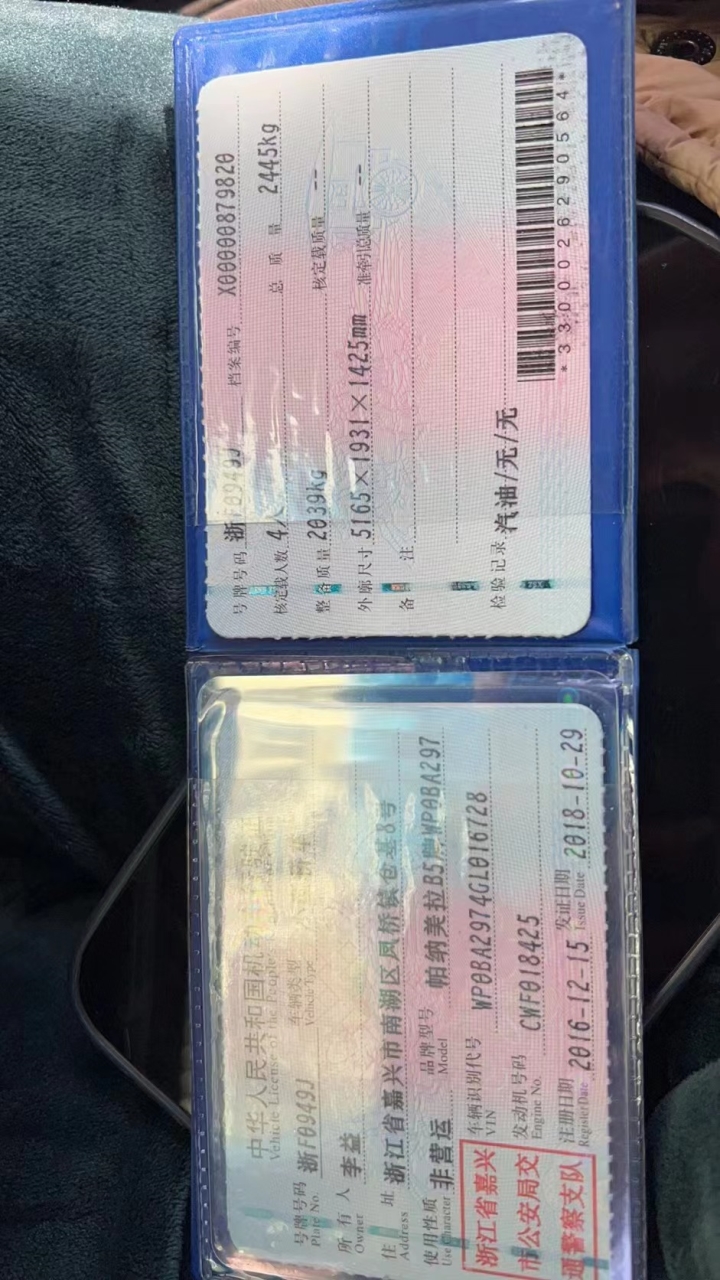 中华人民共和国机动车行驶证
Vehicle License of the People's
号牌号码 浙F0949J 车辆类型 轿车
Plate No. Vehicle Type
所有人 李益
Owner
住址 浙江省嘉兴市南湖区凤桥镇仓基8号
Address
使用性质 非营运 品牌型号 帕纳美拉B5牌WP0BA297
Use Character Model
浙江省嘉兴
市公安局交
通警察支队
车辆识别代号 WP0BA2974GL016728
VIN
发动机号码 CWF018425
Engine No.
注册日期 2016-12-15 发证日期 2018-10-29
Register Date Issue Date
号牌号码 浙F0949J 档案编号 X00000879820
核定载人数 4人 总质量 2445kg
整备质量 2039kg 核定载质量 --
外廓尺寸 5165×1931×1425mm 准牵引总质量 --
备注
检验记录 汽油/元/元
*3300026290564*